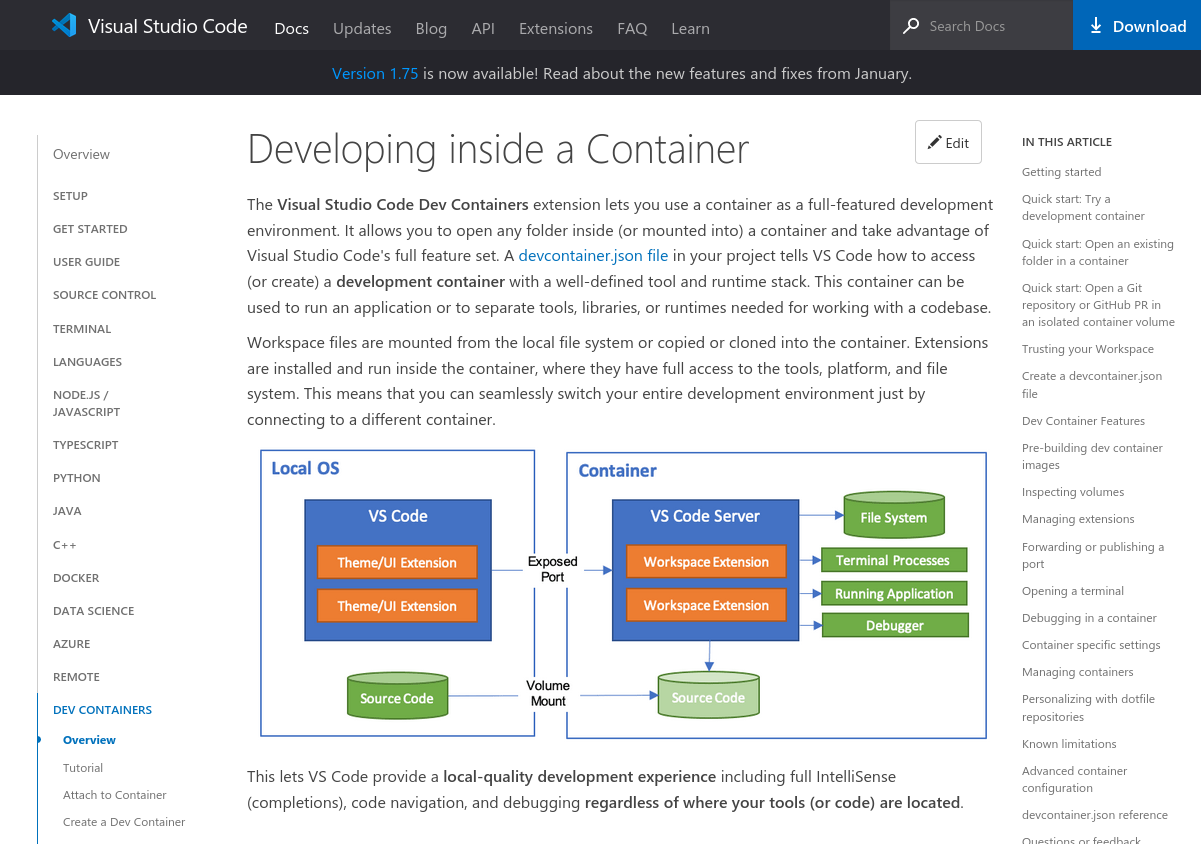 Visual Studio Code
Docs
Updates
Blog
API
Extensions
FAQ
Learn
Search Docs
Download
Version 1.75 is now available! Read about the new features and fixes from January.
Overview
SETUP
GET STARTED
USER GUIDE
SOURCE CONTROL
TERMINAL
LANGUAGES
NODE.JS /
JAVASCRIPT
TYPESCRIPT
PYTHON
JAVA
C++
DOCKER
DATA SCIENCE
AZURE
REMOTE
DEV CONTAINERS
Overview
Tutorial
Attach to Container
Create a Dev Container
Developing inside a Container
Edit
The Visual Studio Code Dev Containers extension lets you use a container as a full-featured development
environment. It allows you to open any folder inside (or mounted into) a container and take advantage of
Visual Studio Code's full feature set. A devcontainer.json file in your project tells VS Code how to access
(or create) a development container with a well-defined tool and runtime stack. This container can be
used to run an application or to separate tools, libraries, or runtimes needed for working with a codebase.
Workspace files are mounted from the local file system or copied or cloned into the container. Extensions
are installed and run inside the container, where they have full access to the tools, platform, and file
system. This means that you can seamlessly switch your entire development environment just by
connecting to a different container.
Local OS
VS Code
Theme/UI Extension
Theme/UI Extension
Source Code
Exposed
Port
Volume
Mount
Container
VS Code Server
Workspace Extension
Workspace Extension
Source Code
File System
Terminal Processes
Running Application
Debugger
This lets VS Code provide a local-quality development experience including full IntelliSense
(completions), code navigation, and debugging regardless of where your tools (or code) are located.
IN THIS ARTICLE
Getting started
Quick start: Try a
development container
Quick start: Open an existing
folder in a container
Quick start: Open a Git
repository or GitHub PR in
an isolated container volume
Trusting your Workspace
Create a devcontainer.json
file
Dev Container Features
Pre-building dev container
images
Inspecting volumes
Managing extensions
Forwarding or publishing a
port
Opening a terminal
Debugging in a container
Container specific settings
Managing containers
Personalizing with dotfile
repositories
Known limitations
Advanced container
configuration
devcontainer.json reference
Questions or feedback